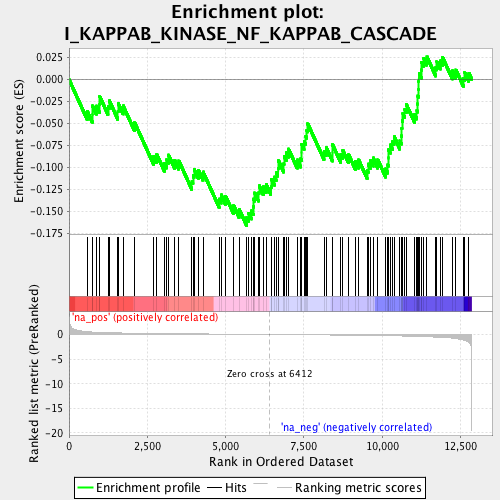 Enrichment plot:
I_KAPPAB_KINASE_NF_KAPPAB_CASCADE
Enrichment score (ES)
0.025
0.000
-0.025
-0.050
-0.075
-0.100
-0.125
-0.150
-0.175
'na_pos' (positively correlated)
Ranked list metric (PreRanked)
0
-5
-10
-15
-20
Zero cross at 6412
'na_neg' (negatively correlated)
0
2,500
5,000
7,500
10,000
12,500
Rank in Ordered Dataset
Enrichment profile
Hits
Ranking metric scores